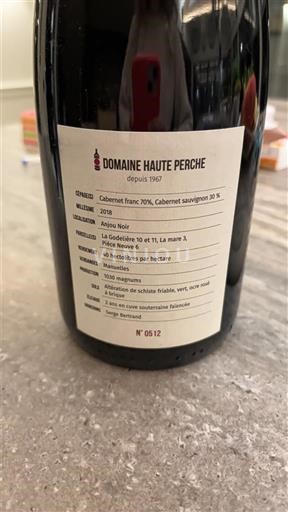 DOMAINE HAUTE PERCHE
depuis 1967
CÉPAGE(S) Cabernet franc 70%, Cabernet sauvignon 30 %
MILLÉSIME 2018
LOCALISATION Anjou Noir
PARCELLE(S) La Godelière 10 et 11, La mare 3,
Pièce Neuve 6
RENDEMENT 40 hectolitres par hectare
VENDANGES Manuelles
PRODUCTION 1030 magnums
SOLS Altération de schiste friable, vert, ocre rosé
à brique
ÉLEVAGE 2 ans en cuve souterraine faïencée
Serge Bertrand
N° 0512